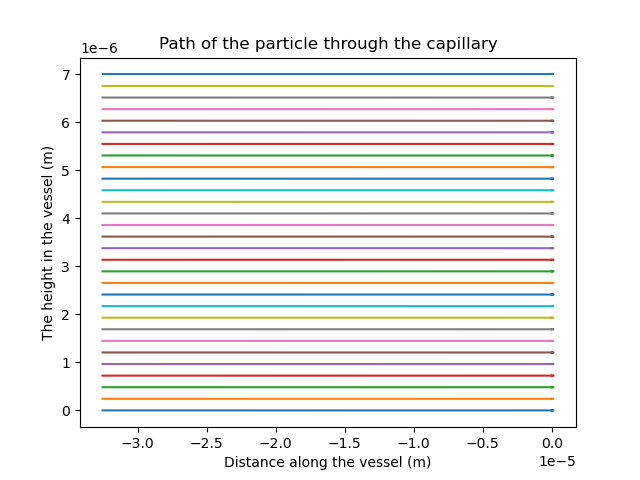 Path of the particle through the capillary
1e−6
7
6
5
4
3
2
1
0
The height in the vessel (m)
−3.0 −2.5 −2.0 −1.5 −1.0 −0.5 0.0
1e−5
Distance along the vessel (m)